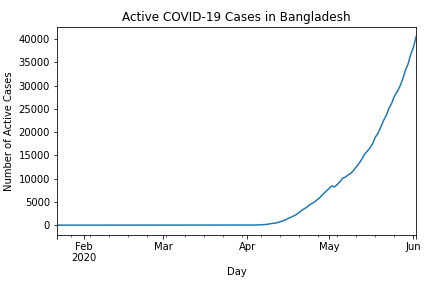 Active COVID-19 Cases in Bangladesh
Number of Active Cases
40000
35000
30000
25000
20000
15000
10000
5000
0
Feb Mar Apr May Jun
2020
Day